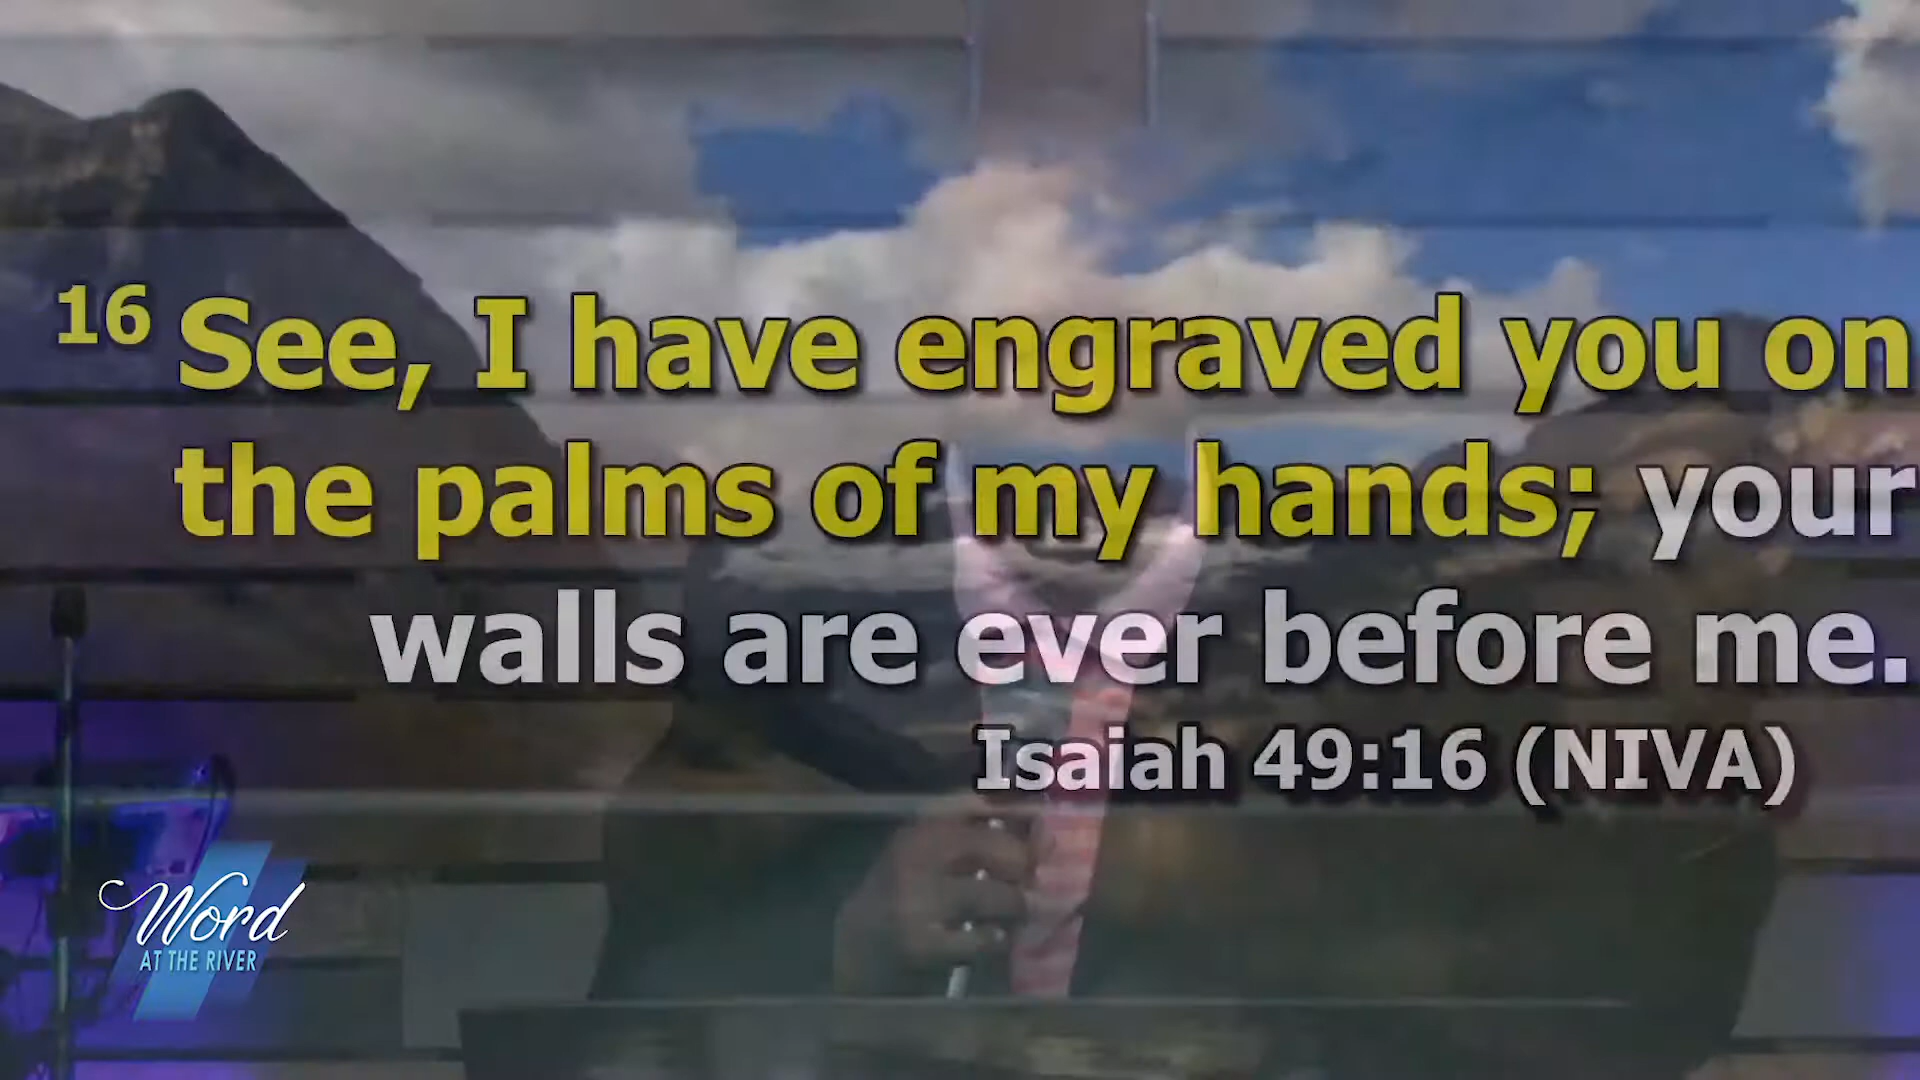 16 See, I have engraved you on
the palms of my hands; your
walls are ever before me.
Isaiah 49:16 (NIVA)
Word
AT THE RIVER